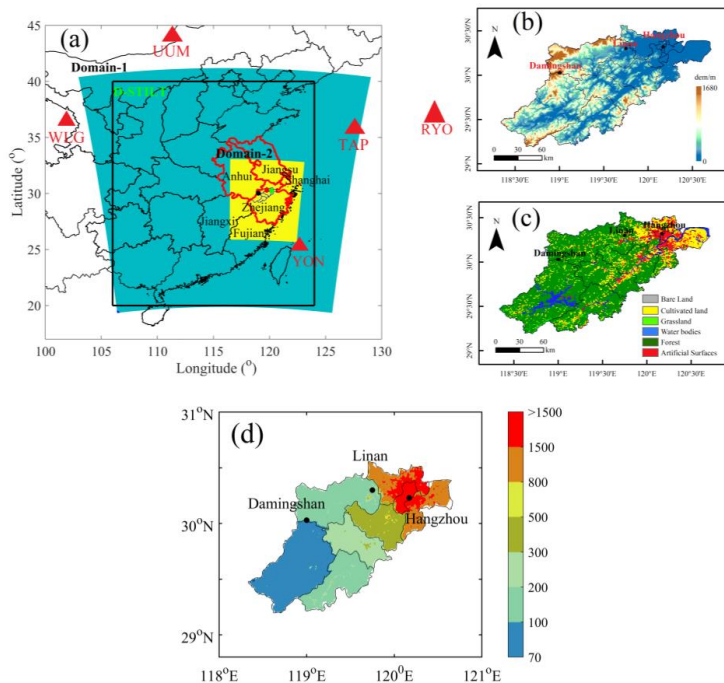 (a)
UUM
Domain-1
WLG
TAP
RYO
Domain-2
Anhui
Jiangsu
Shanghai
Zhejiang
Jiangxi
Fujiang
YON
45
40
35
30
25
20
100 105 110 115 120 125 130
Latitude (°)
Longitude (°)
(b)
N
Hangzhou
Linan
Damingshan
dem/m
1680
0
0 30 60
km
30°30'N
30°N
29°30'N
29°N
118°30'E 119°E 119°30'E 120°E 120°30'E
(c)
N
Hangzhou
Linan
Damingshan
Bare Land
Cultivated land
Grassland
Water bodies
Forest
Artificial Surfaces
0 30 60
km
30°30'N
30°N
29°30'N
29°N
118°30'E 119°E 119°30'E 120°E 120°30'E
(d)
Linan
Damingshan
Hangzhou
31°N
30°N
29°N
118°E 119°E 120°E 121°E
>1500
1500
800
500
300
200
100
70